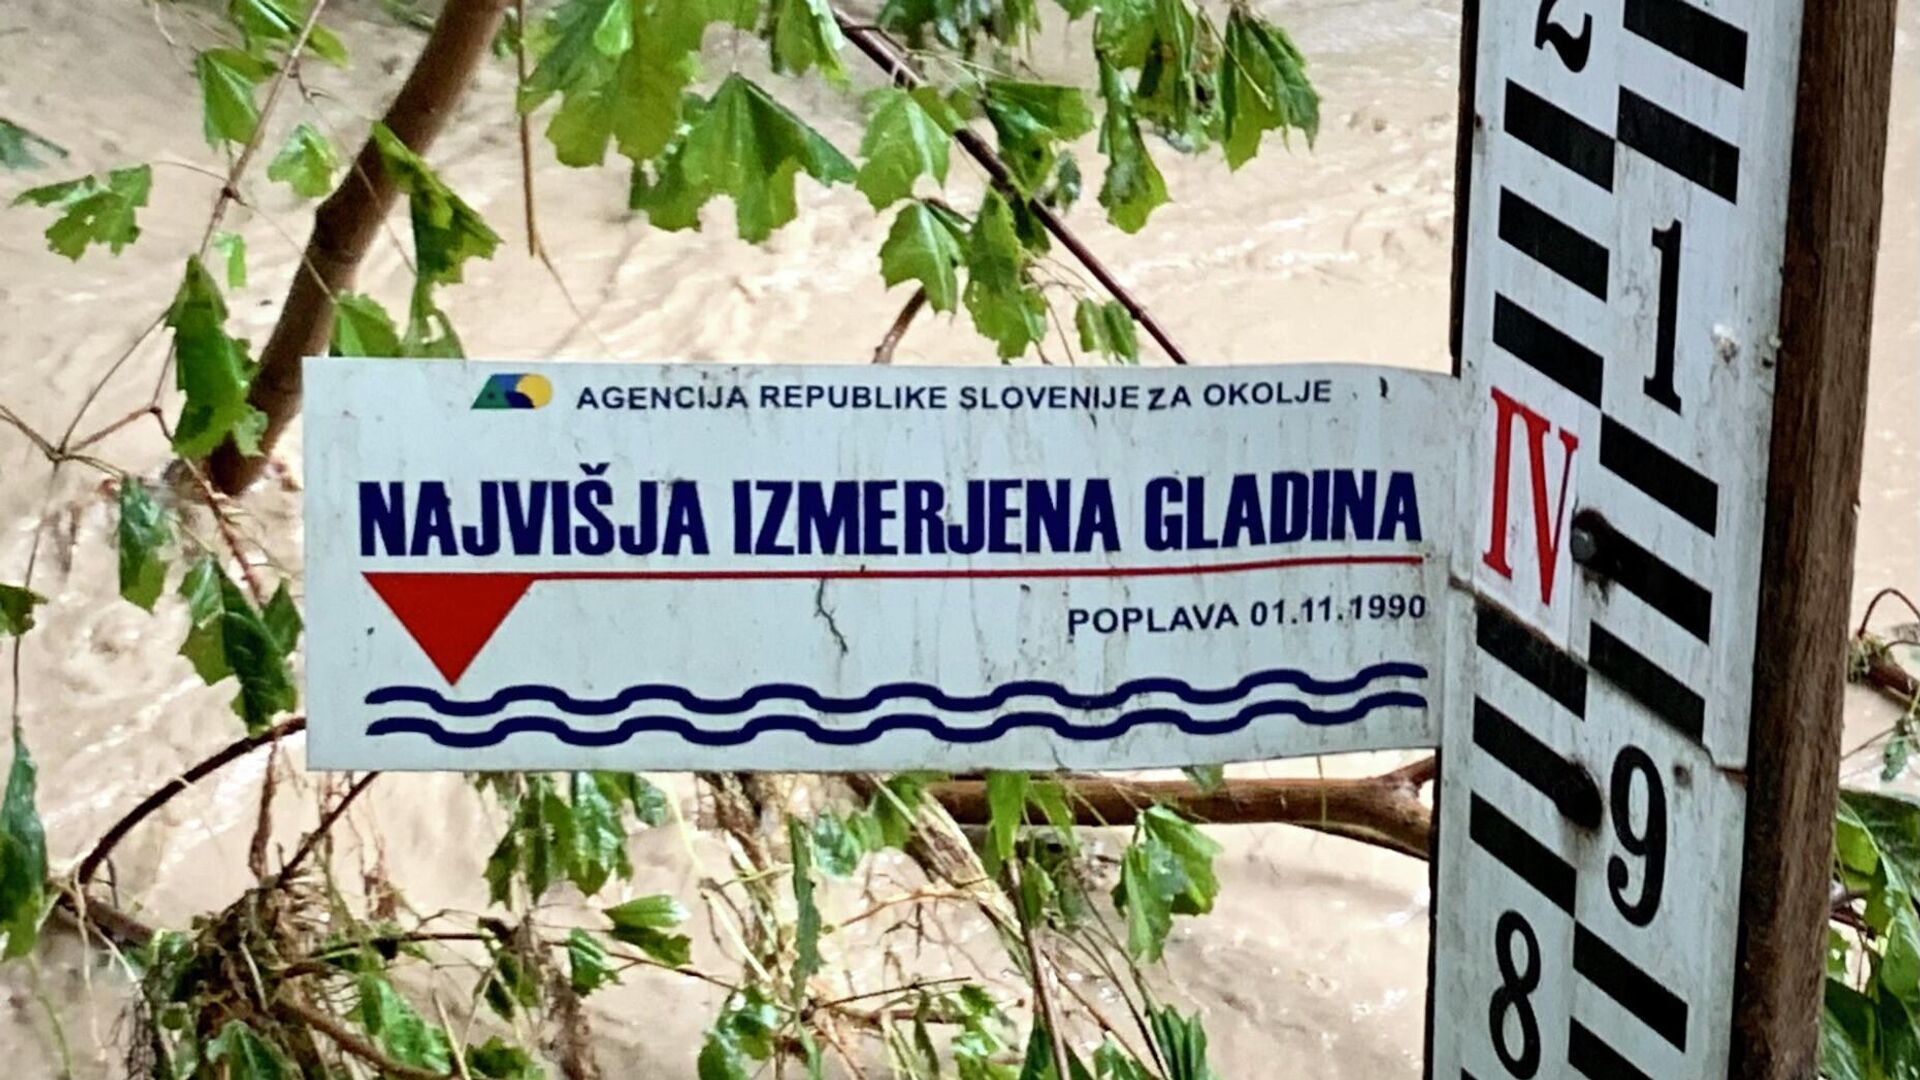 AGENCIJA REPUBLIKE SLOVENIJE ZA OKOLJE
NAJVIŠJA IZMERJENA GLADINA
POPLAVA 01.11.1990
2
1
IV
9
8